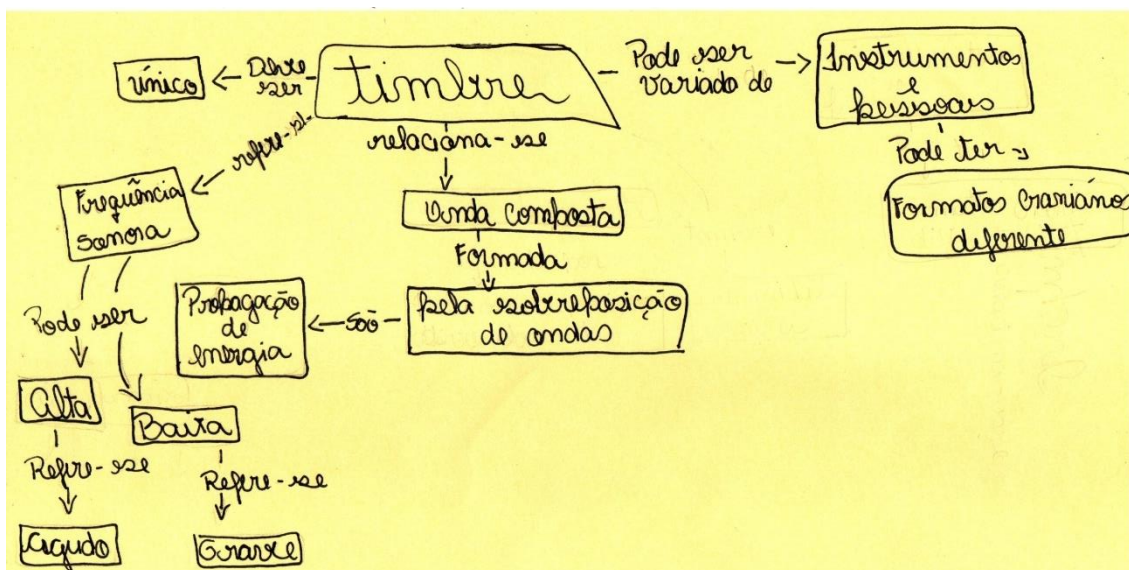 timbre
Deve
ser
único
refere-se
Frequência
Sonora
Pode ser
Alta
Refere-se
Agudo
Baixa
Refere-se
Grave
relaciona-se
Onda composta
Formada
pela sobreposição
de ondas
São
Propagação
de
energia
Pode ser
Variado de
Instrumentos
e
pessoas
Pode ter
Formatos Cranianos
diferente